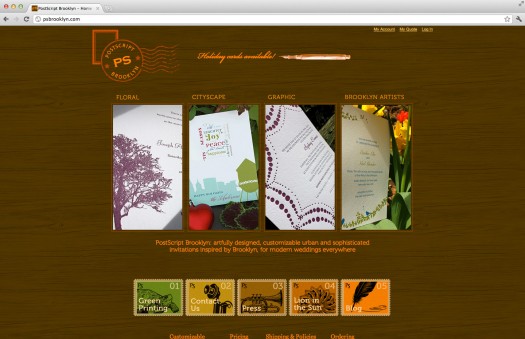 PostScript Brooklyn – Home
psbrooklyn.com
My Account My Quote Log In
POSTSCRIPT
PS
BROOKLYN
Holiday cards available!
FLORAL CITYSCAPE GRAPHIC BROOKLYN ARTISTS
Joy
PEACE
PostScript Brooklyn: artfully designed, customizable urban and sophisticated
invitations inspired by Brooklyn, for modern weddings everywhere
PS 01
Green
Printing
PS 02
Contact
Us
PS 03
Press
PS 04
Lion in
the Sun
PS 05
Blog
Customizable Pricing Shipping & Policies Ordering